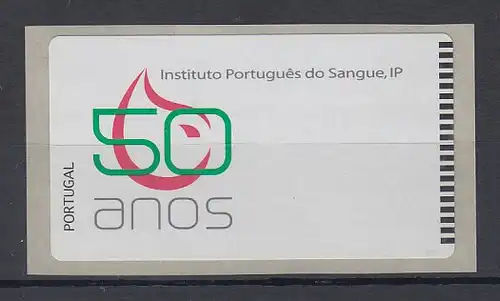 Instituto Português do Sangue, IP
50
anos
PORTUGAL